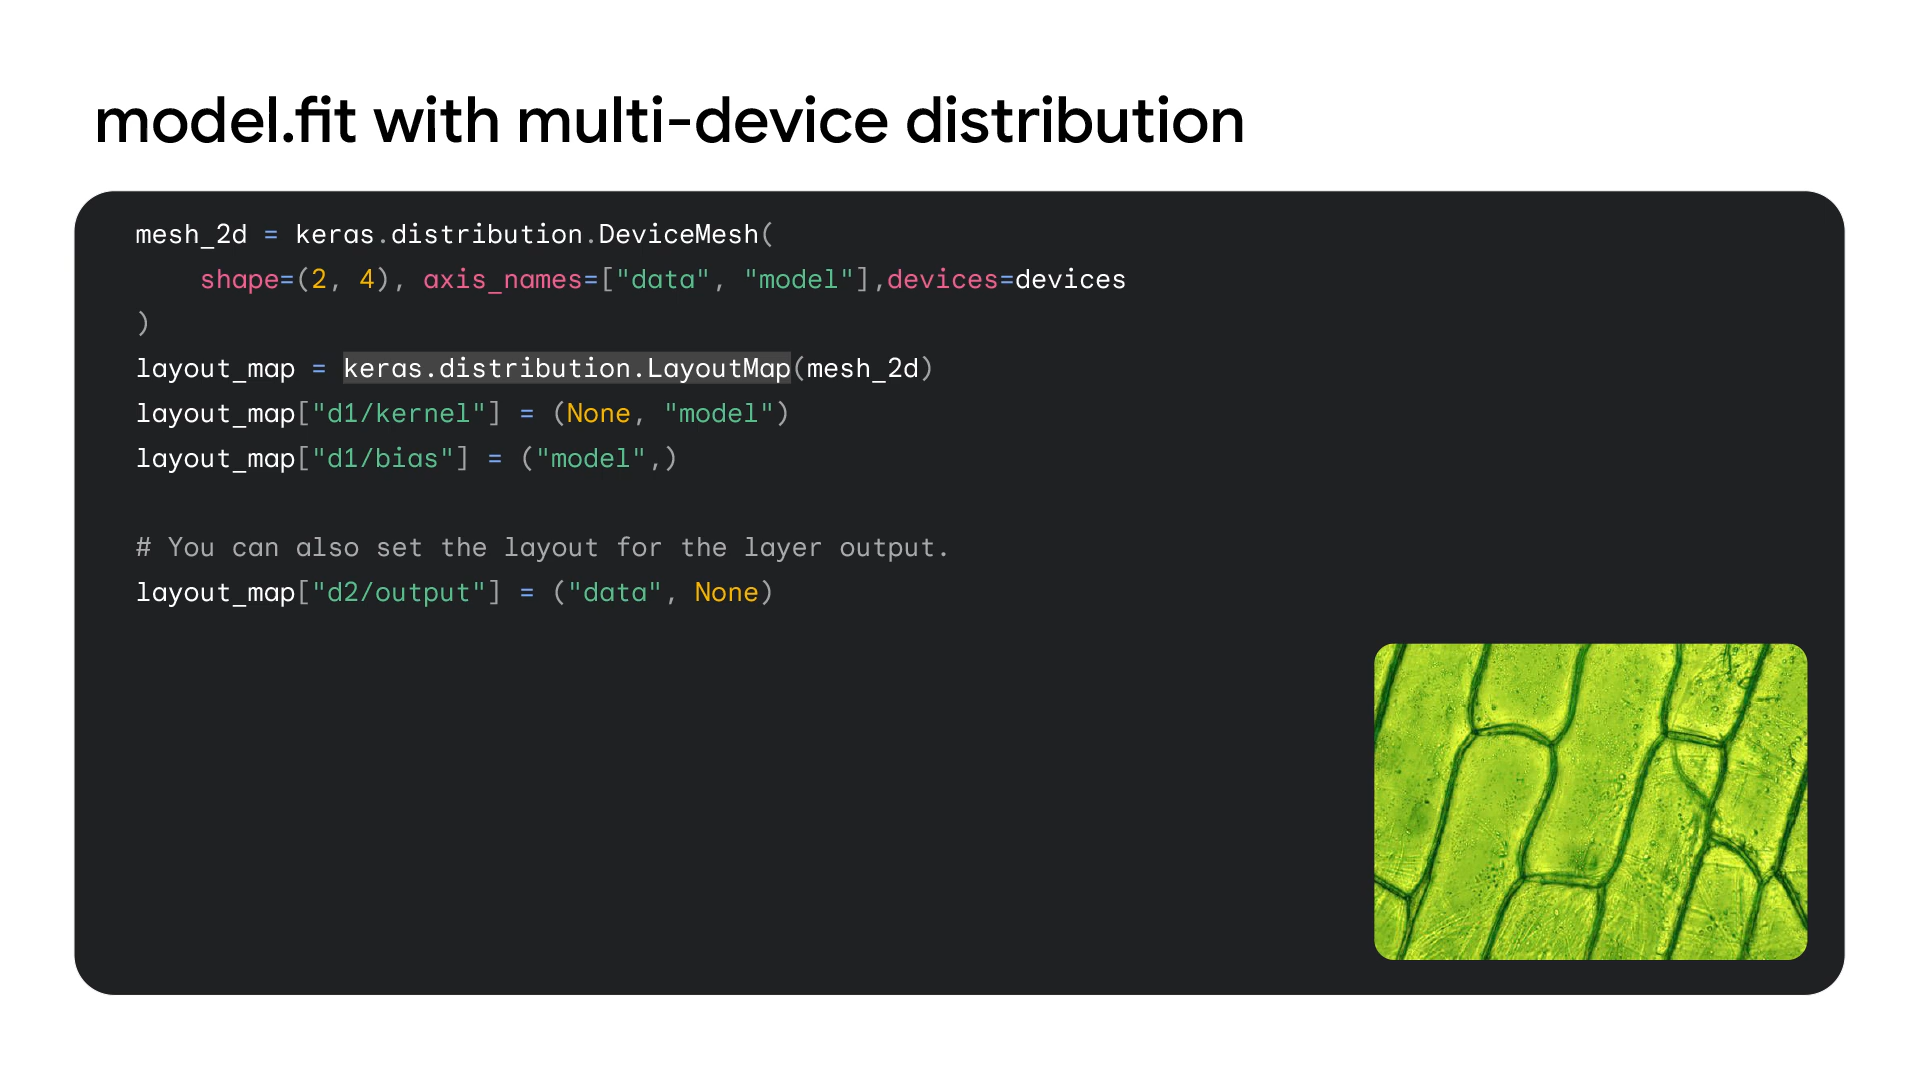 model.fit with multi-device distribution
mesh_2d = keras.distribution.DeviceMesh(
    shape=(2, 4), axis_names=["data", "model"],devices=devices
)
layout_map = keras.distribution.LayoutMap(mesh_2d)
layout_map["d1/kernel"] = (None, "model")
layout_map["d1/bias"] = ("model",)
# You can also set the layout for the layer output.
layout_map["d2/output"] = ("data", None)